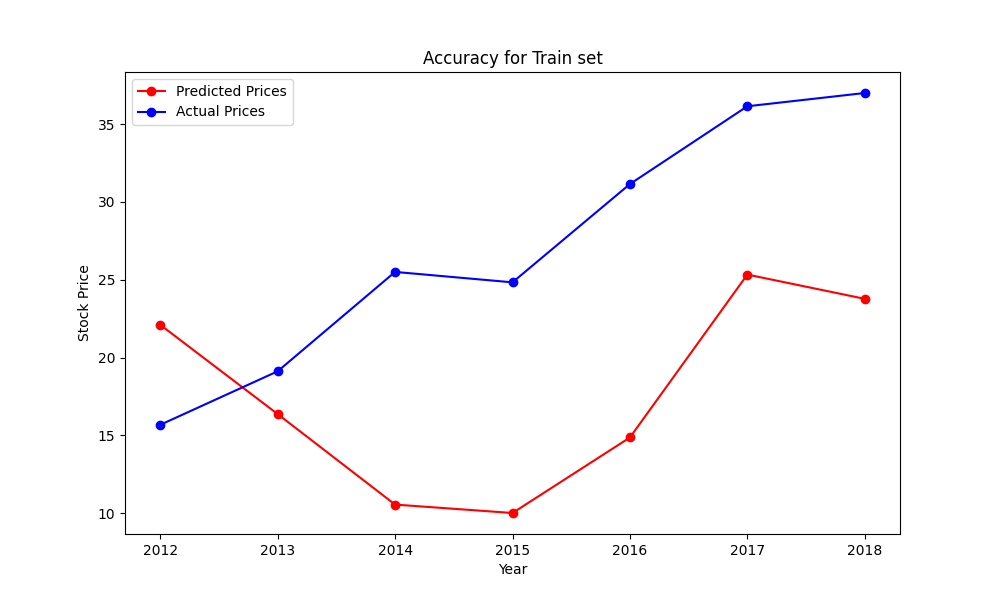 Accuracy for Train set
Predicted Prices
Actual Prices
35
30
25
20
15
10
Stock Price
2012 2013 2014 2015 2016 2017 2018
Year